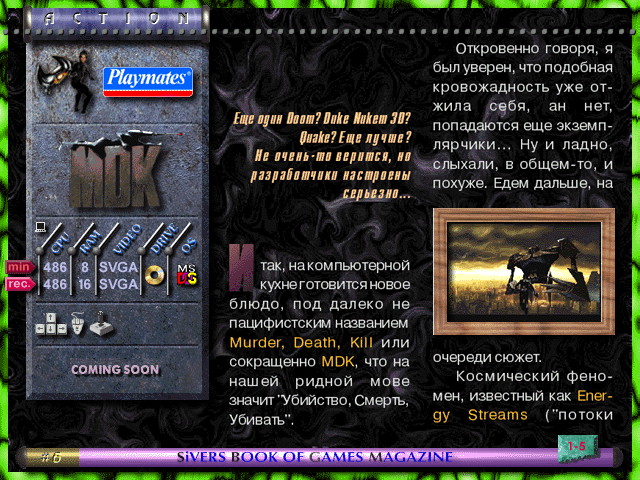 ACTION
Playmates
MDK
CPU RAM VIDEO DRIVE OS
min 486 8 SVGA
rec. 486 16 SVGA
MS
COMING SOON
Еще один Doom? Duke Nukem 3D?
Quake? Еще лучше?
Не очень-то верится, но
разработчики настроены
серьезно...
Итак, на компьютерной
кухне готовится новое
блюдо, под далеко не
пацифистским названием
Murder, Death, Kill или
сокращенно MDK, что на
нашей ридной мове
значит "Убийство, Смерть,
Убивать".
Откровенно говоря, я
был уверен, что подобная
кровожадность уже от-
жила себя, ан нет,
попадаются еще экземп-
лярчики... Ну и ладно,
слыхали, в общем-то, и
похуже. Едем дальше, на
очереди сюжет.
Космический фено-
мен, известный как Ener-
gy Streams ("потоки
#6
SiVERS BOOK OF GAMES MAGAZINE
1-5